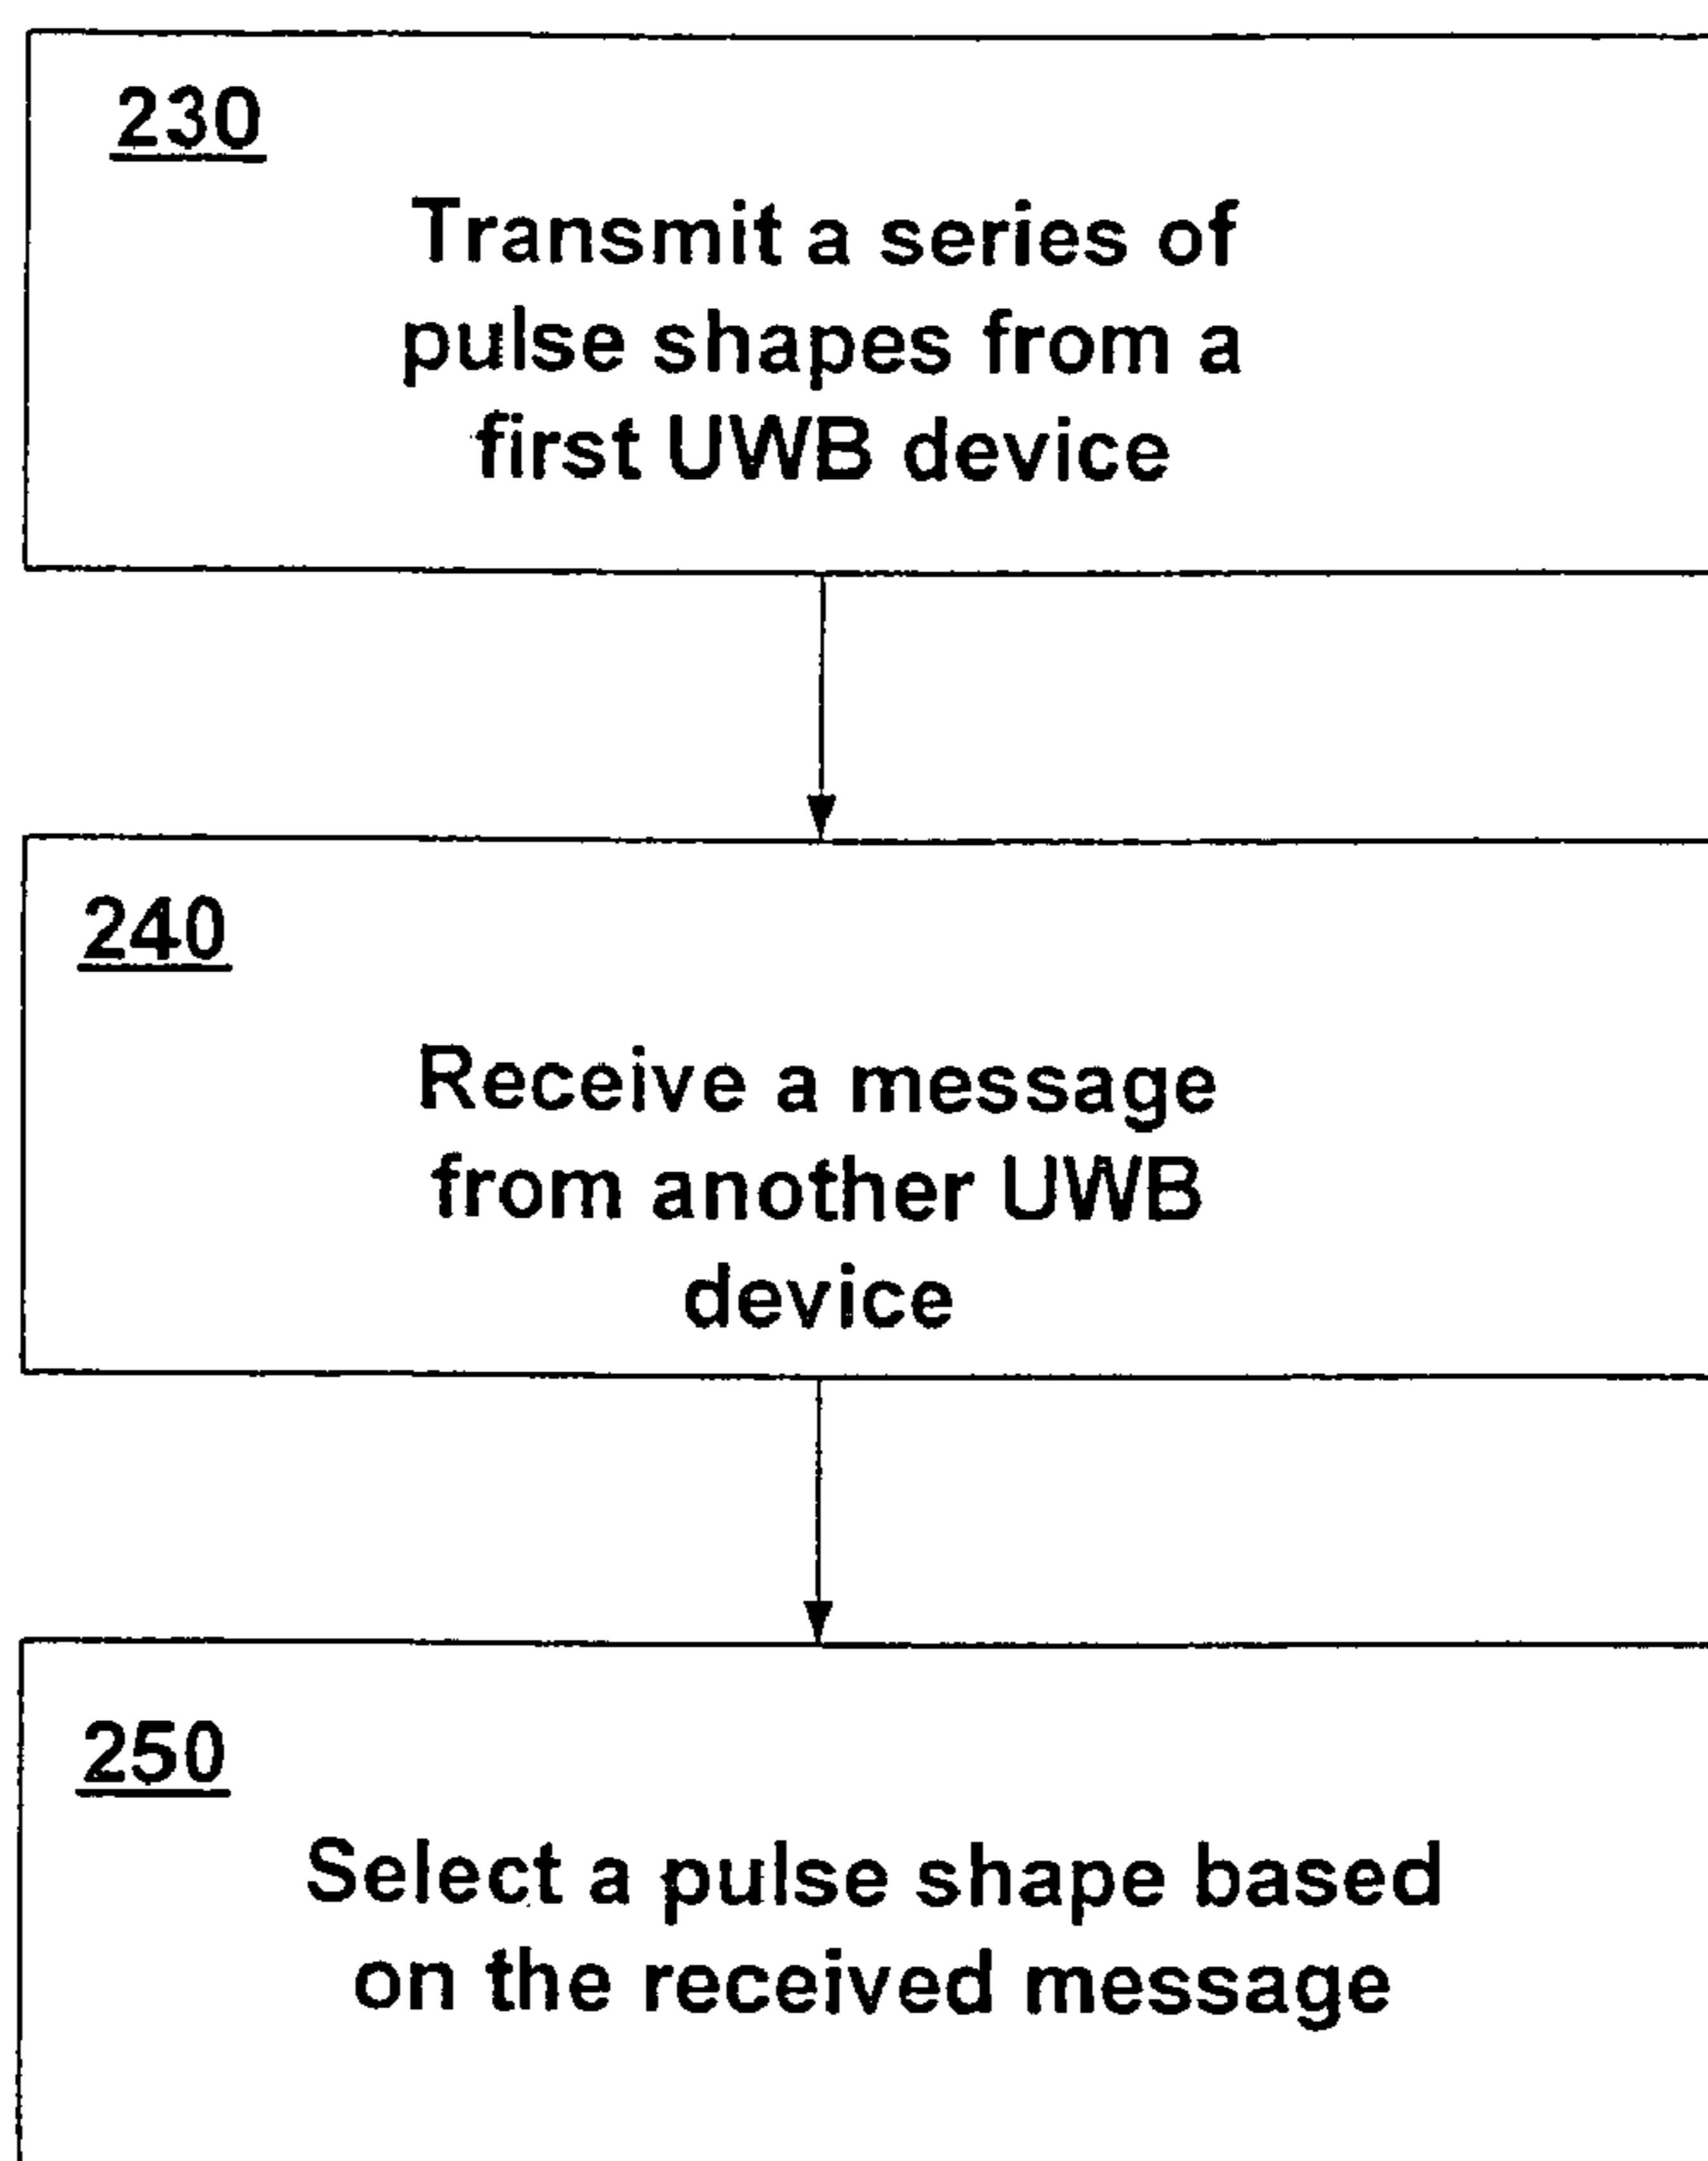 230
Transmit a series of
pulse shapes from a
first UWB device
240
Receive a message
from another UWB
device
250
Select a pulse shape based
on the received message